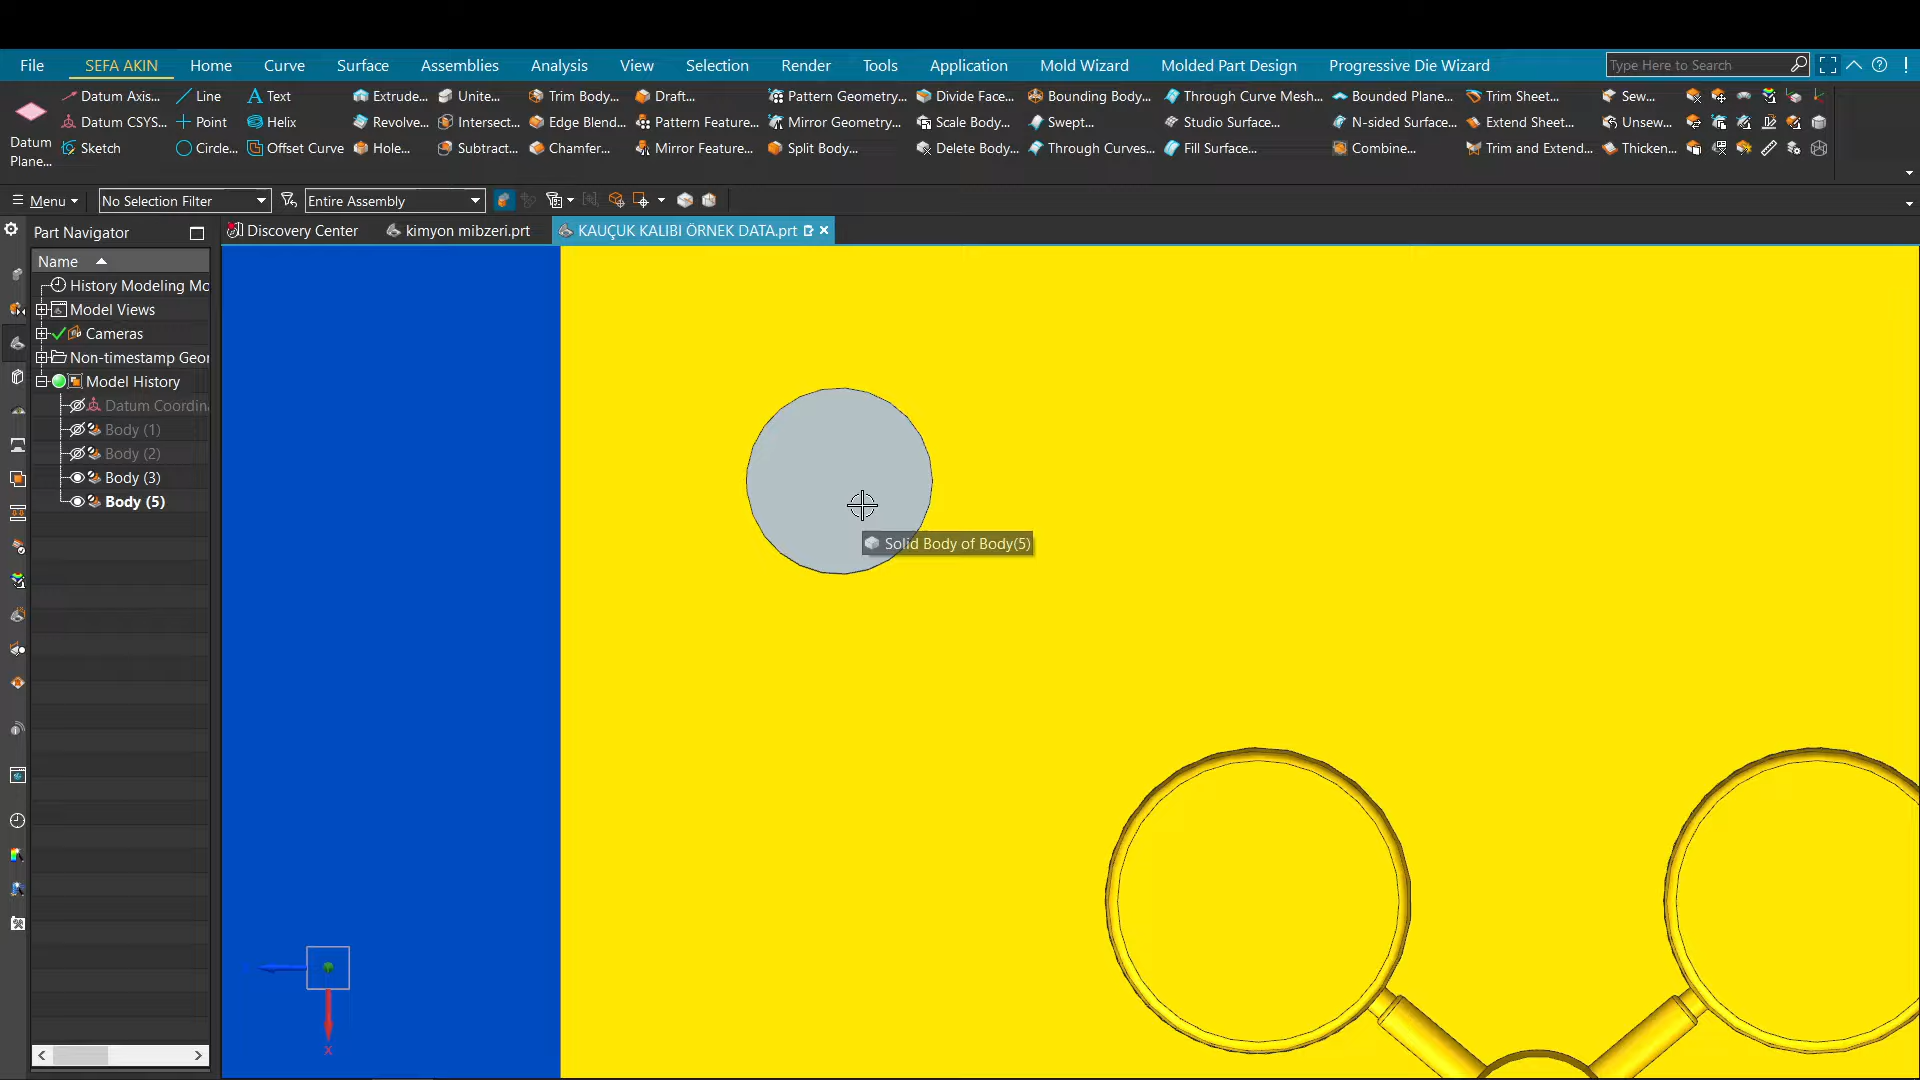 File SEFA AKIN Home Curve Surface Assemblies Analysis View Selection Render Tools Application Mold Wizard Molded Part Design Progressive Die Wizard Type Here to Search
Datum Axis... Line Text Extrude... Unite... Trim Body... Draft... Pattern Geometry... Divide Face... Bounding Body... Through Curve Mesh... Bounded Plane... Trim Sheet... Sew...
Datum CSYS... Point Helix Revolve... Intersect... Edge Blend... Pattern Feature... Mirror Geometry... Scale Body... Swept... Studio Surface... N-sided Surface... Extend Sheet... Unsew...
Datum Plane... Sketch Circle... Offset Curve Hole... Subtract... Chamfer... Mirror Feature... Split Body... Delete Body... Through Curves... Fill Surface... Combine... Trim and Extend... Thicken...
Menu No Selection Filter Entire Assembly
Part Navigator Discovery Center kimyon mibzeri.prt KAUÇUK KALIBI ÖRNEK DATA.prt
Name
History Modeling Mo
Model Views
Cameras
Non-timestamp Geor
Model History
Datum Coordin
Body (1)
Body (2)
Body (3)
Body (5)
Solid Body of Body(5)
X